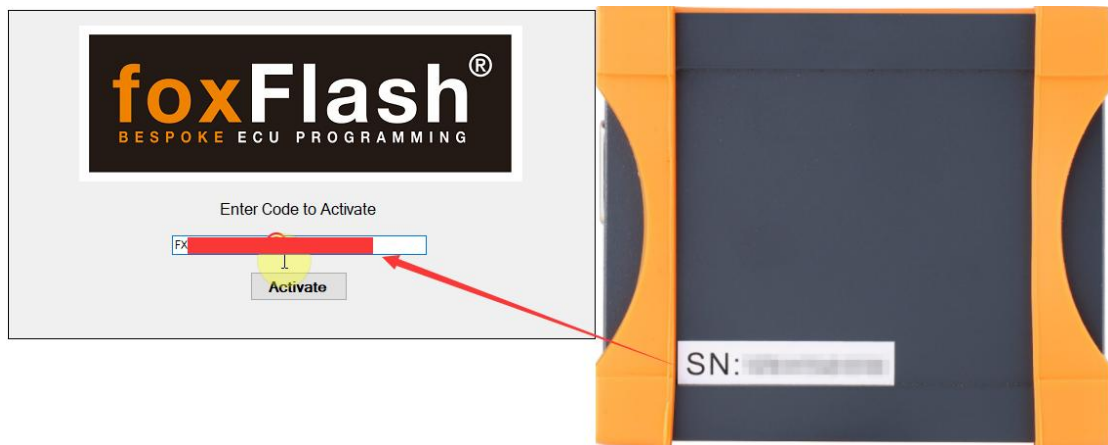 foxFlash®
BESPOKE ECU PROGRAMMING
Enter Code to Activate
FX
Activate
SN: